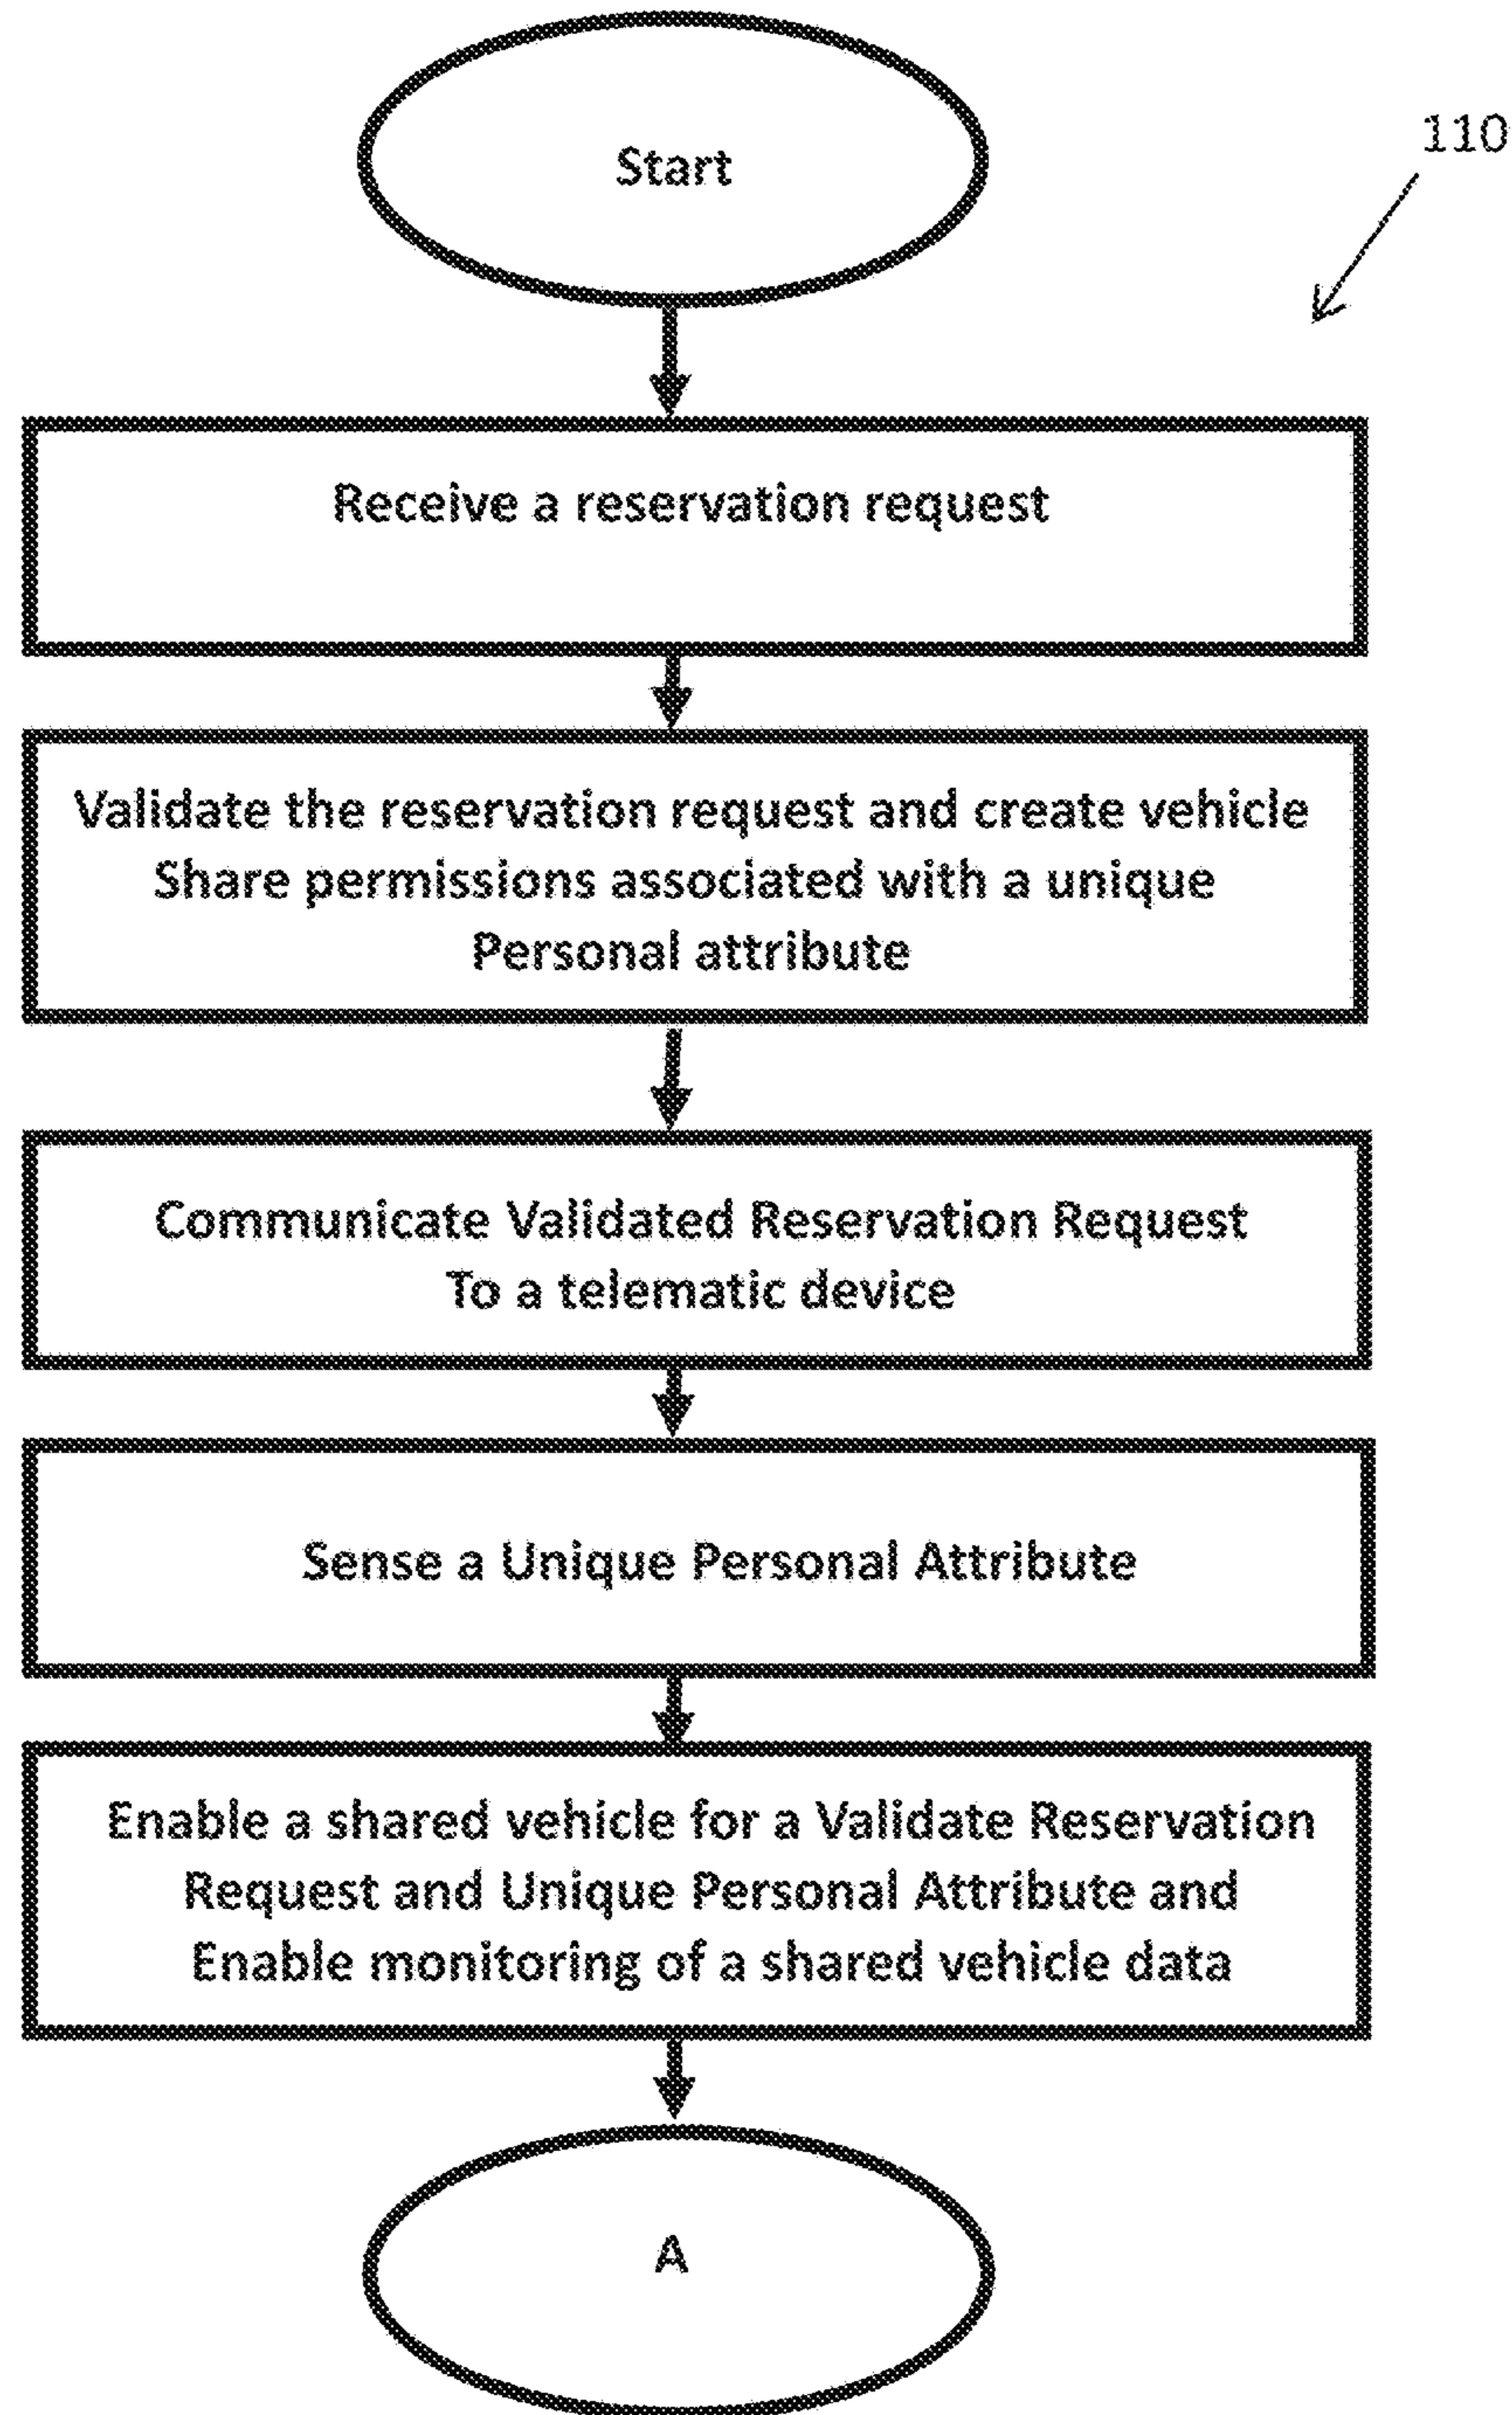 Start
110
Receive a reservation request
Validate the reservation request and create vehicle
Share permissions associated with a unique
Personal attribute
Communicate Validated Reservation Request
To a telematic device
Sense a Unique Personal Attribute
Enable a shared vehicle for a Validate Reservation
Request and Unique Personal Attribute and
Enable monitoring of a shared vehicle data
A